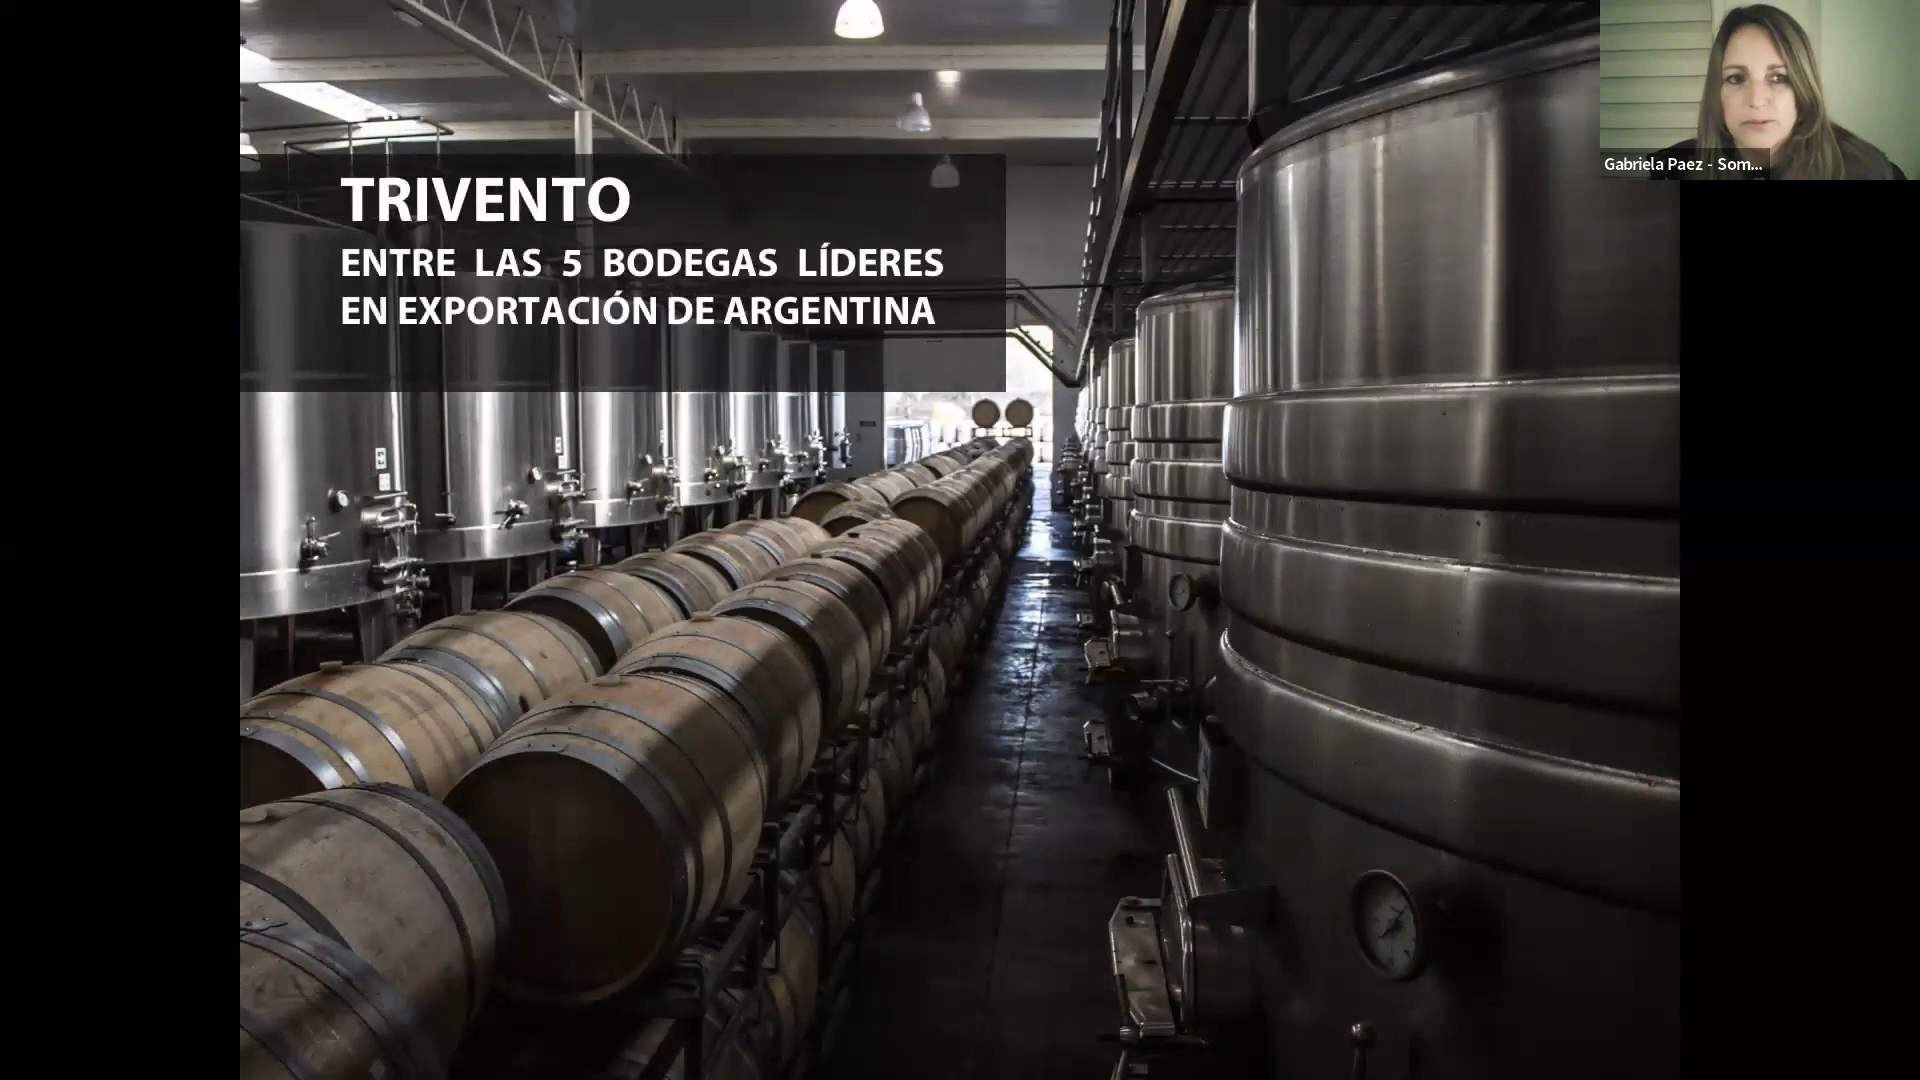 TRIVENTO
ENTRE LAS 5 BODEGAS LÍDERES
EN EXPORTACIÓN DE ARGENTINA
Gabriela Paez - Som...